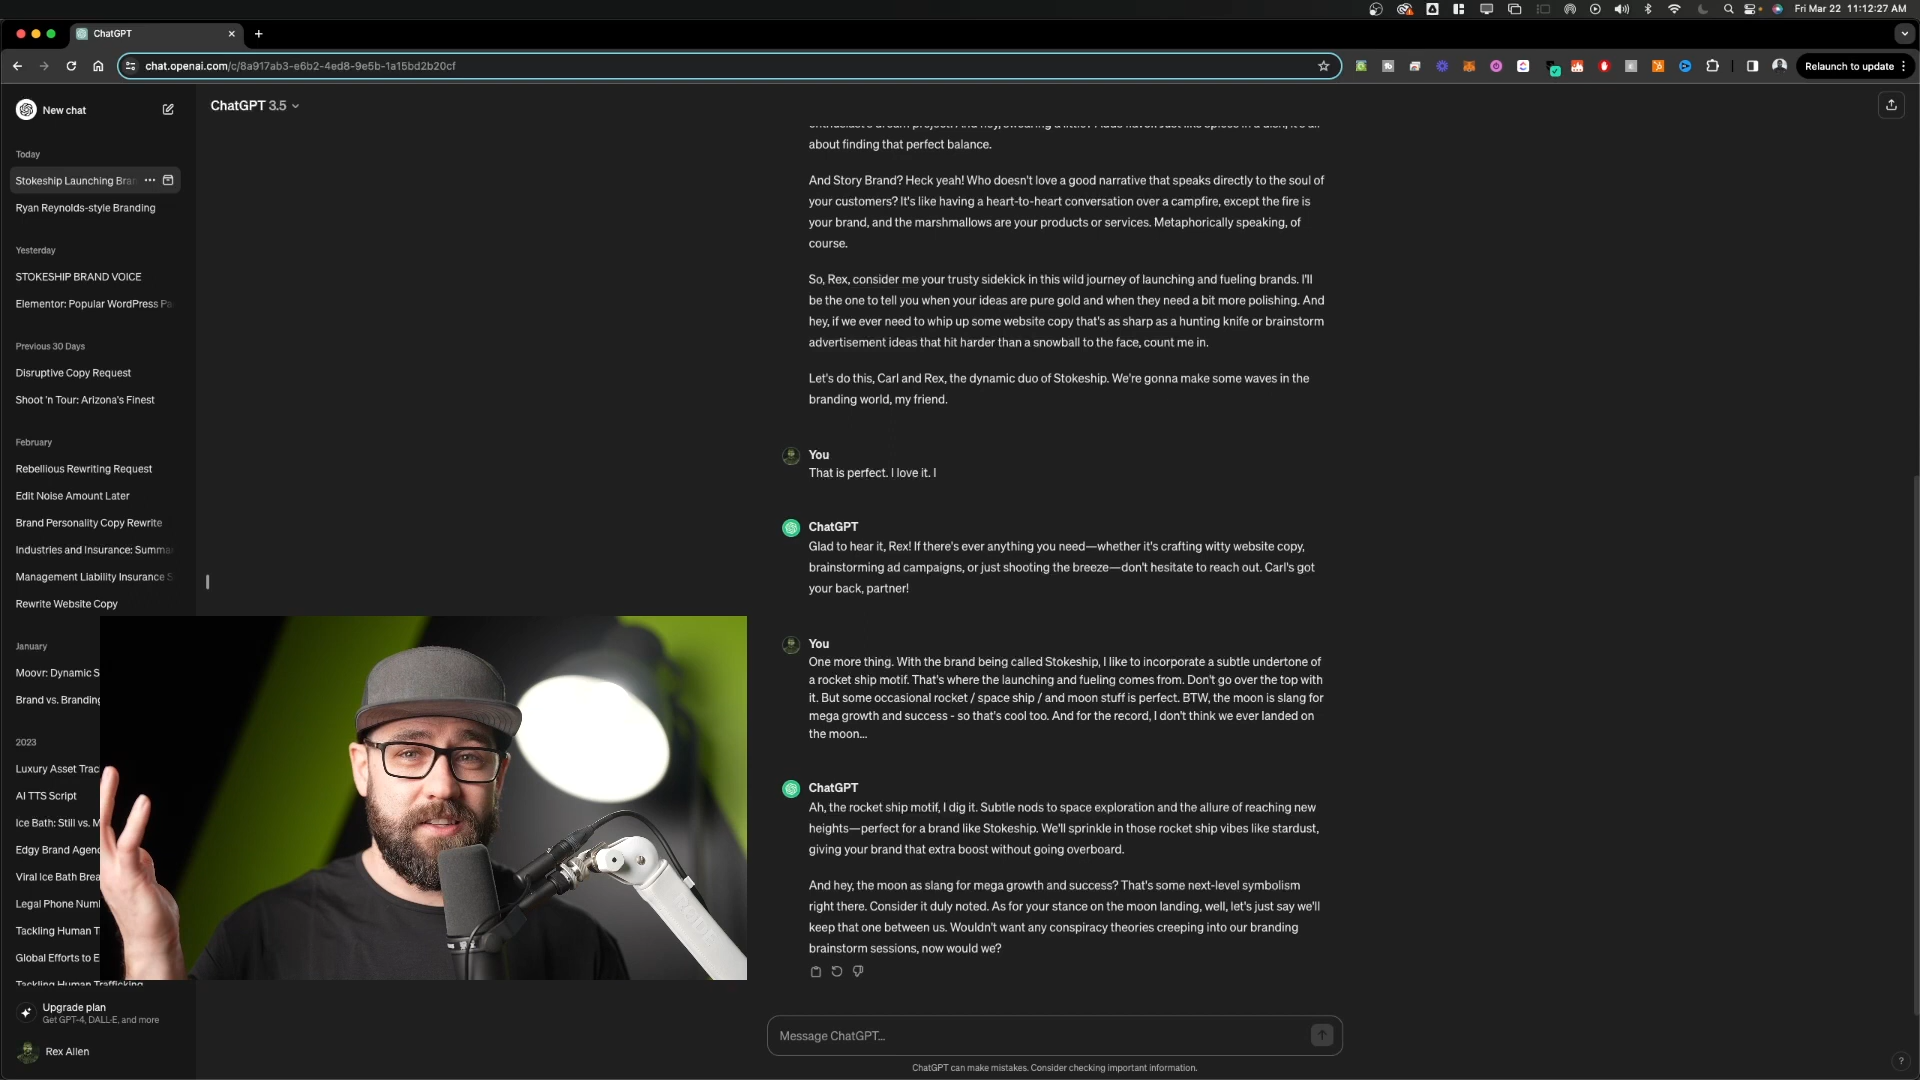 Fri Mar 22 11:12:27 AM
ChatGPT
chat.openai.com/c/8a917ab3-e6b2-4ed8-9e5b-1a15bd2b20cf
Relaunch to update
New chat
Today
Stokeship Launching Bran
Ryan Reynolds-style Branding
Yesterday
STOKESHIP BRAND VOICE
Elementor: Popular WordPress Pa
Previous 30 Days
Disruptive Copy Request
Shoot 'n Tour: Arizona's Finest
February
Rebellious Rewriting Request
Edit Noise Amount Later
Brand Personality Copy Rewrite
Industries and Insurance: Summa
Management Liability Insurance S
Rewrite Website Copy
January
Moovr: Dynamic S
Brand vs. Branding
2023
Luxury Asset Trac
AI TTS Script
Ice Bath: Still vs. M
Edgy Brand Agen
Viral Ice Bath Brea
Legal Phone Num
Tackling Human T
Global Efforts to E
Tackling Human Trafficking
Upgrade plan
Get GPT-4, DALL·E, and more
Rex Allen
ChatGPT 3.5
about finding that perfect balance.
And Story Brand? Heck yeah! Who doesn't love a good narrative that speaks directly to the soul of
your customers? It's like having a heart-to-heart conversation over a campfire, except the fire is
your brand, and the marshmallows are your products or services. Metaphorically speaking, of
course.
So, Rex, consider me your trusty sidekick in this wild journey of launching and fueling brands. I'll
be the one to tell you when your ideas are pure gold and when they need a bit more polishing. And
hey, if we ever need to whip up some website copy that's as sharp as a hunting knife or brainstorm
advertisement ideas that hit harder than a snowball to the face, count me in.
Let's do this, Carl and Rex, the dynamic duo of Stokeship. We're gonna make some waves in the
branding world, my friend.
You
That is perfect. I love it. I
ChatGPT
Glad to hear it, Rex! If there's ever anything you need—whether it's crafting witty website copy,
brainstorming ad campaigns, or just shooting the breeze—don't hesitate to reach out. Carl's got
your back, partner!
You
One more thing. With the brand being called Stokeship, I like to incorporate a subtle undertone of
a rocket ship motif. That's where the launching and fueling comes from. Don't go over the top with
it. But some occasional rocket / space ship / and moon stuff is perfect. BTW, the moon is slang for
mega growth and success - so that's cool too. And for the record, I don't think we ever landed on
the moon...
ChatGPT
Ah, the rocket ship motif, I dig it. Subtle nods to space exploration and the allure of reaching new
heights—perfect for a brand like Stokeship. We'll sprinkle in those rocket ship vibes like stardust,
giving your brand that extra boost without going overboard.
And hey, the moon as slang for mega growth and success? That's some next-level symbolism
right there. Consider it duly noted. As for your stance on the moon landing, well, let's just say we'll
keep that one between us. Wouldn't want any conspiracy theories creeping into our branding
brainstorm sessions, now would we?
Message ChatGPT...
ChatGPT can make mistakes. Consider checking important information.
?
RODE